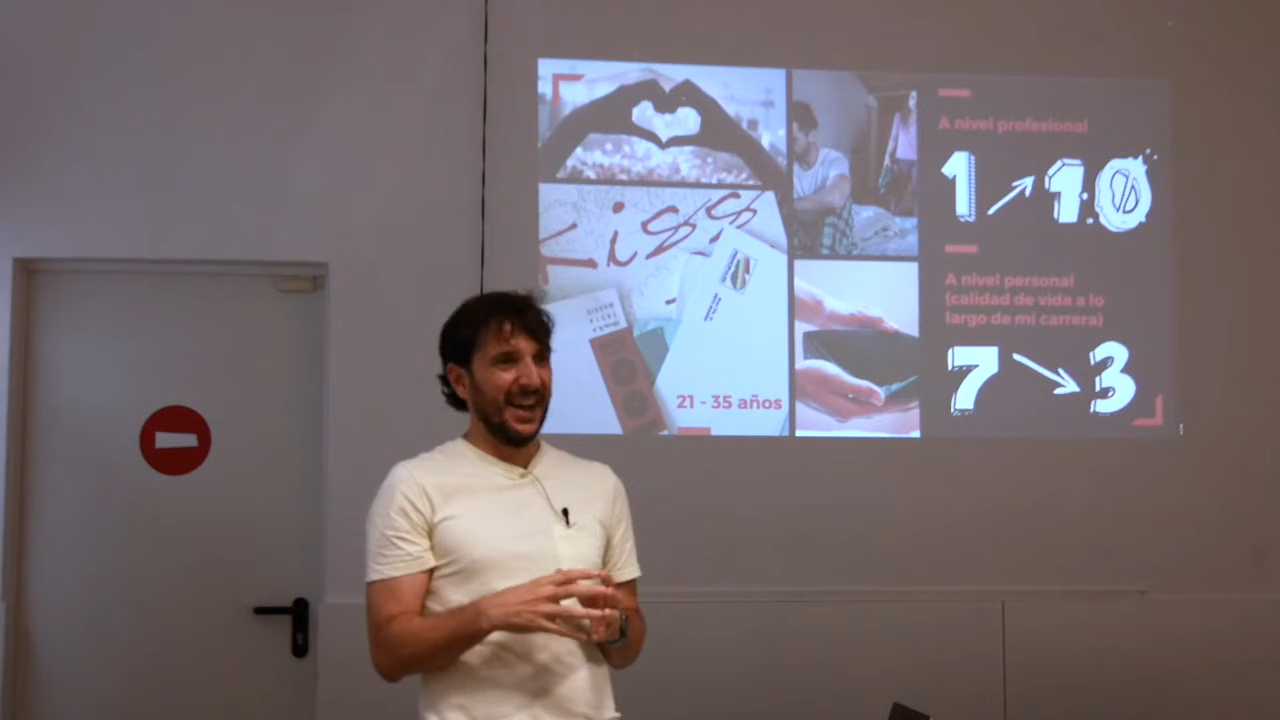 Kiss
21 - 35 años
A nivel profesional
1 10
A nivel personal
(calidad de vida a lo
largo de mi carrera)
7 3